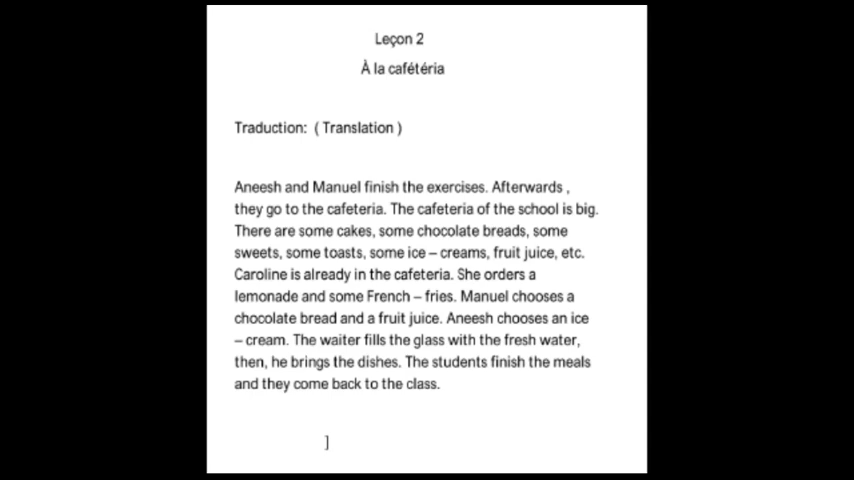 Leçon 2
À la cafétéria
Traduction: ( Translation )
Aneesh and Manuel finish the exercises. Afterwards ,
they go to the cafeteria. The cafeteria of the school is big.
There are some cakes, some chocolate breads, some
sweets, some toasts, some ice – creams, fruit juice, etc.
Caroline is already in the cafeteria. She orders a
lemonade and some French – fries. Manuel chooses a
chocolate bread and a fruit juice. Aneesh chooses an ice
– cream. The waiter fills the glass with the fresh water,
then, he brings the dishes. The students finish the meals
and they come back to the class.
]